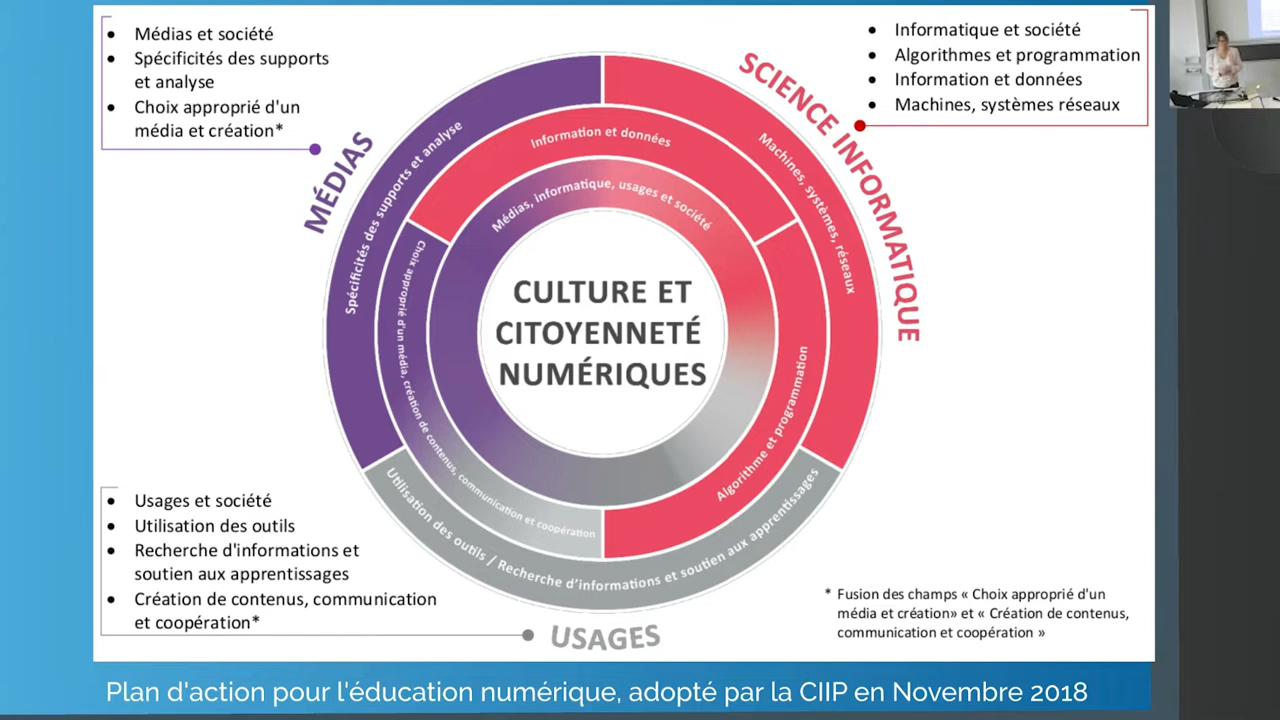 • Médias et société
• Spécificités des supports
et analyse
• Choix approprié d'un
média et création*
MÉDIAS
• Informatique et société
• Algorithmes et programmation
• Information et données
• Machines, systèmes réseaux
SCIENCE INFORMATIQUE
Spécificités des supports et analyse
Information et données
Machines, systèmes, réseaux
Médias, informatique, usages et société
Choix approprié d'un média, création de contenus, communication et coopération
CULTURE ET
CITOYENNETÉ
NUMÉRIQUES
Algorithme et programmation
Utilisation des outils / Recherche d'informations et soutien aux apprentissages
• Usages et société
• Utilisation des outils
• Recherche d'informations et
soutien aux apprentissages
• Création de contenus, communication
et coopération*
USAGES
* Fusion des champs « Choix approprié d'un
média et création» et « Création de contenus,
communication et coopération »
Plan d'action pour l'éducation numérique, adopté par la CIIP en Novembre 2018